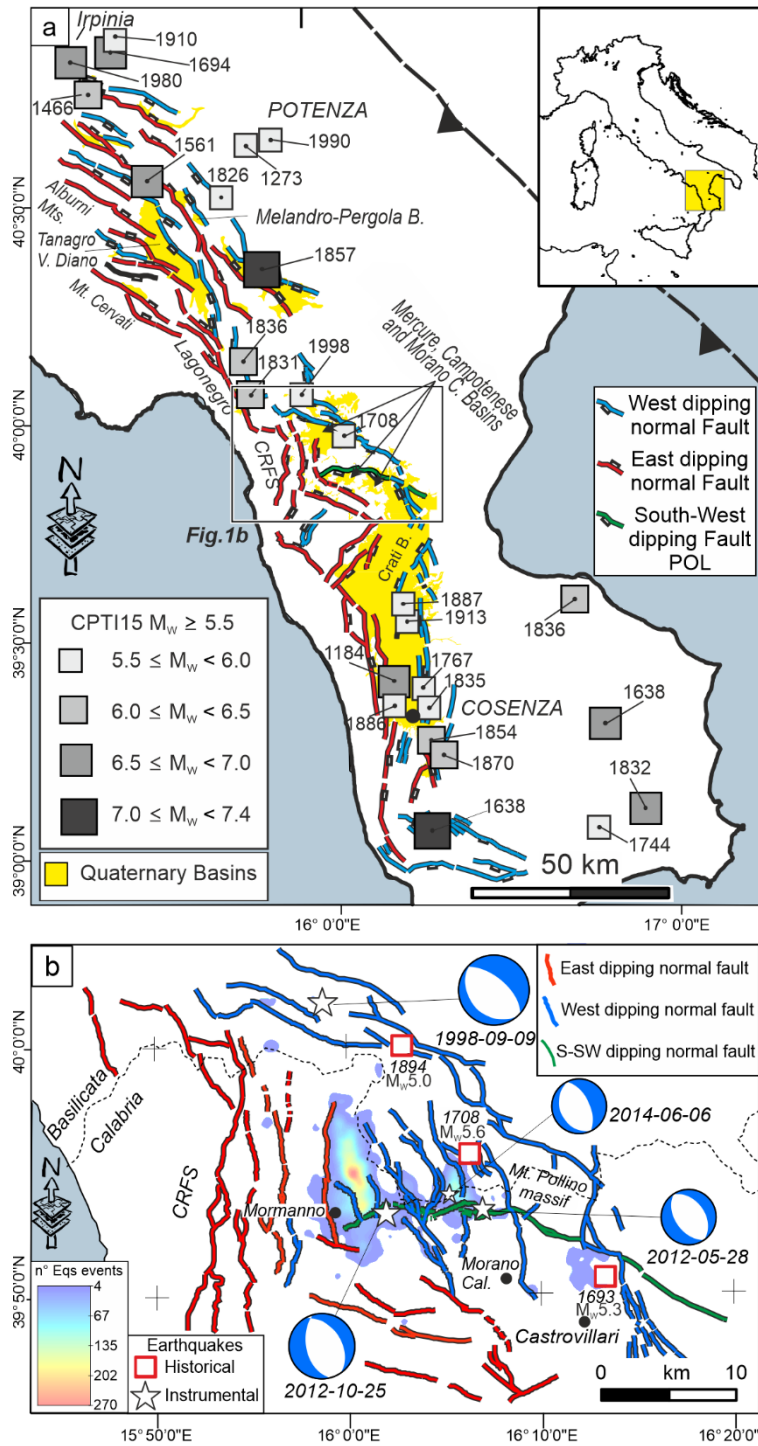 a
Irpinia
1910
1694
1980
1466
POTENZA
1561
1990
1273
1826
40°30'0"N
Alburni
Mts.
Melandro-Pergola B.
Tanagro
V. Diano
1857
Mt. Cervati
Mercure, Campotenese
and Morano C. Basins
1836
1831
1998
Lagonegro
40°0'0"N
1708
CRFS
N
Fig.1b
Crati B.
West dipping
normal Fault
East dipping
normal Fault
South-West
dipping Fault
POL
CPTI15 Mw ≥ 5.5
5.5 ≤ Mw < 6.0
6.0 ≤ Mw < 6.5
6.5 ≤ Mw < 7.0
7.0 ≤ Mw < 7.4
Quaternary Basins
1887
1913
1836
39°30'0"N
1184
1767
1835
1886
COSENZA
1638
1854
1870
1832
1638
1744
39°0'0"N
50 km
16°0'0"E
17°0'0"E
b
East dipping normal fault
West dipping normal fault
S-SW dipping normal fault
1998-09-09
40°0'0"N
1894
Mw5.0
2014-06-06
Basilicata
Calabria
1708
Mw5.6
Mt. Pollino
massif
N
CRFS
Mormanno
2012-05-28
Morano
Cal.
39°50'0"N
n° Eqs events
4
67
135
202
270
1693
Mw5.3
Castrovillari
Earthquakes
Historical
Instrumental
2012-10-25
0 km 10
15°50'0"E
16°0'0"E
16°10'0"E
16°20'0"E